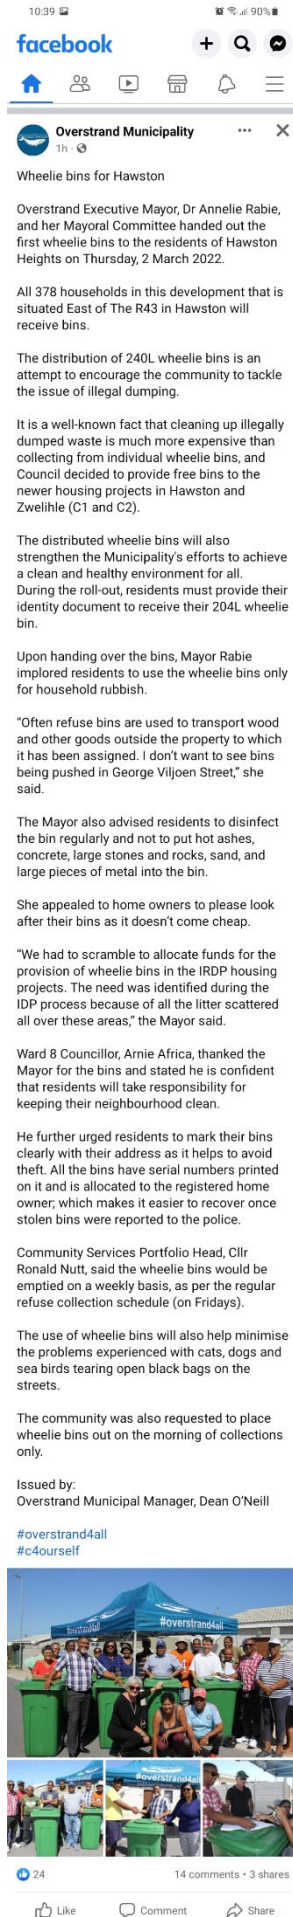 10:39
90%
facebook
Overstrand Municipality
1h
Wheelie bins for Hawston
Overstrand Executive Mayor, Dr Annelie Rabie,
and her Mayoral Committee handed out the
first wheelie bins to the residents of Hawston
Heights on Thursday, 2 March 2022.
All 378 households in this development that is
situated East of The R43 in Hawston will
receive bins.
The distribution of 240L wheelie bins is an
attempt to encourage the community to tackle
the issue of illegal dumping.
It is a well-known fact that cleaning up illegally
dumped waste is much more expensive than
collecting from individual wheelie bins, and
Council decided to provide free bins to the
newer housing projects in Hawston and
Zwelihle (C1 and C2).
The distributed wheelie bins will also
strengthen the Municipality's efforts to achieve
a clean and healthy environment for all.
During the roll-out, residents must provide their
identity document to receive their 204L wheelie
bin.
Upon handing over the bins, Mayor Rabie
implored residents to use the wheelie bins only
for household rubbish.
“Often refuse bins are used to transport wood
and other goods outside the property to which
it has been assigned. I don’t want to see bins
being pushed in George Viljoen Street,” she
said.
The Mayor also advised residents to disinfect
the bin regularly and not to put hot ashes,
concrete, large stones and rocks, sand, and
large pieces of metal into the bin.
She appealed to home owners to please look
after their bins as it doesn’t come cheap.
“We had to scramble to allocate funds for the
provision of wheelie bins in the IRDP housing
projects. The need was identified during the
IDP process because of all the litter scattered
all over these areas,” the Mayor said.
Ward 8 Councillor, Arnie Africa, thanked the
Mayor for the bins and stated he is confident
that residents will take responsibility for
keeping their neighbourhood clean.
He further urged residents to mark their bins
clearly with their address as it helps to avoid
theft. All the bins have serial numbers printed
on it and is allocated to the registered home
owner; which makes it easier to recover once
stolen bins were reported to the police.
Community Services Portfolio Head, Cllr
Ronald Nutt, said the wheelie bins would be
emptied on a weekly basis, as per the regular
refuse collection schedule (on Fridays).
The use of wheelie bins will also help minimise
the problems experienced with cats, dogs and
sea birds tearing open black bags on the
streets.
The community was also requested to place
wheelie bins out on the morning of collections
only.
Issued by:
Overstrand Municipal Manager, Dean O’Neill
#overstrand4all
#c4ourself
#overstrand4all
#overstrand4all
24
14 comments • 3 shares
Like
Comment
Share